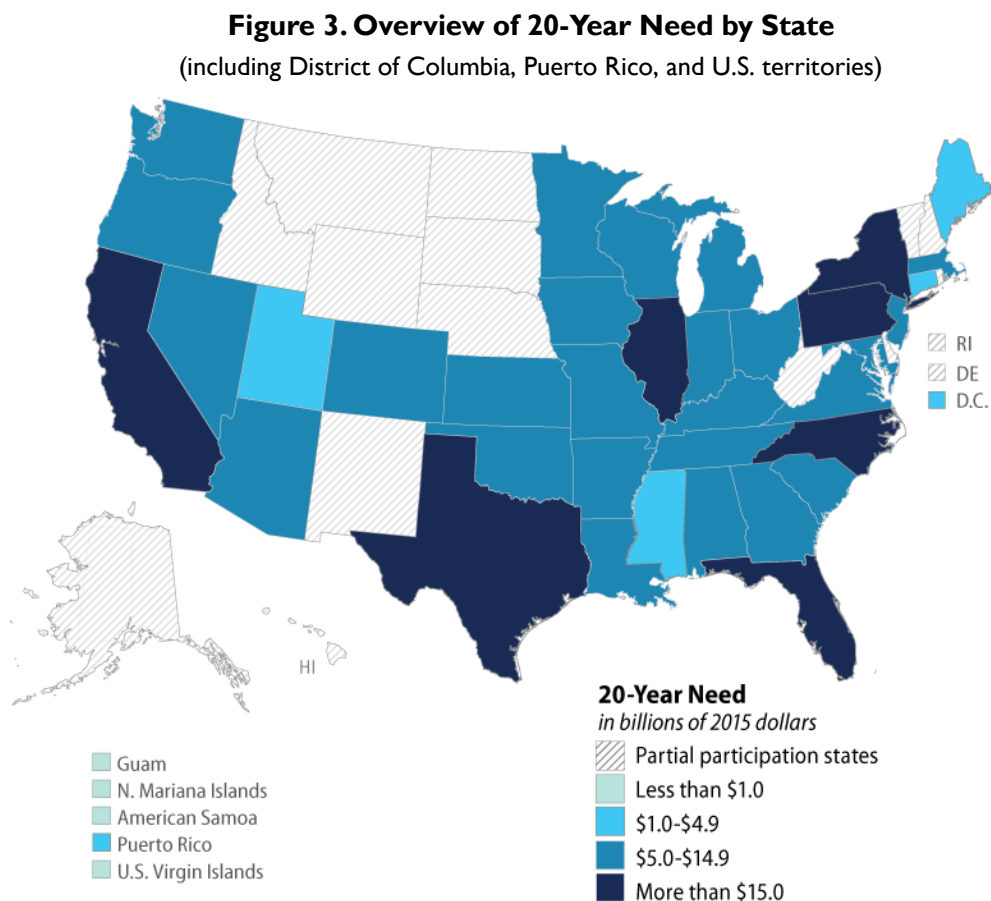 Figure 3. Overview of 20-Year Need by State
(including District of Columbia, Puerto Rico, and U.S. territories)
RI
DE
D.C.
HI
20-Year Need
in billions of 2015 dollars
Partial participation states
Less than $1.0
$1.0-$4.9
$5.0-$14.9
More than $15.0
Guam
N. Mariana Islands
American Samoa
Puerto Rico
U.S. Virgin Islands